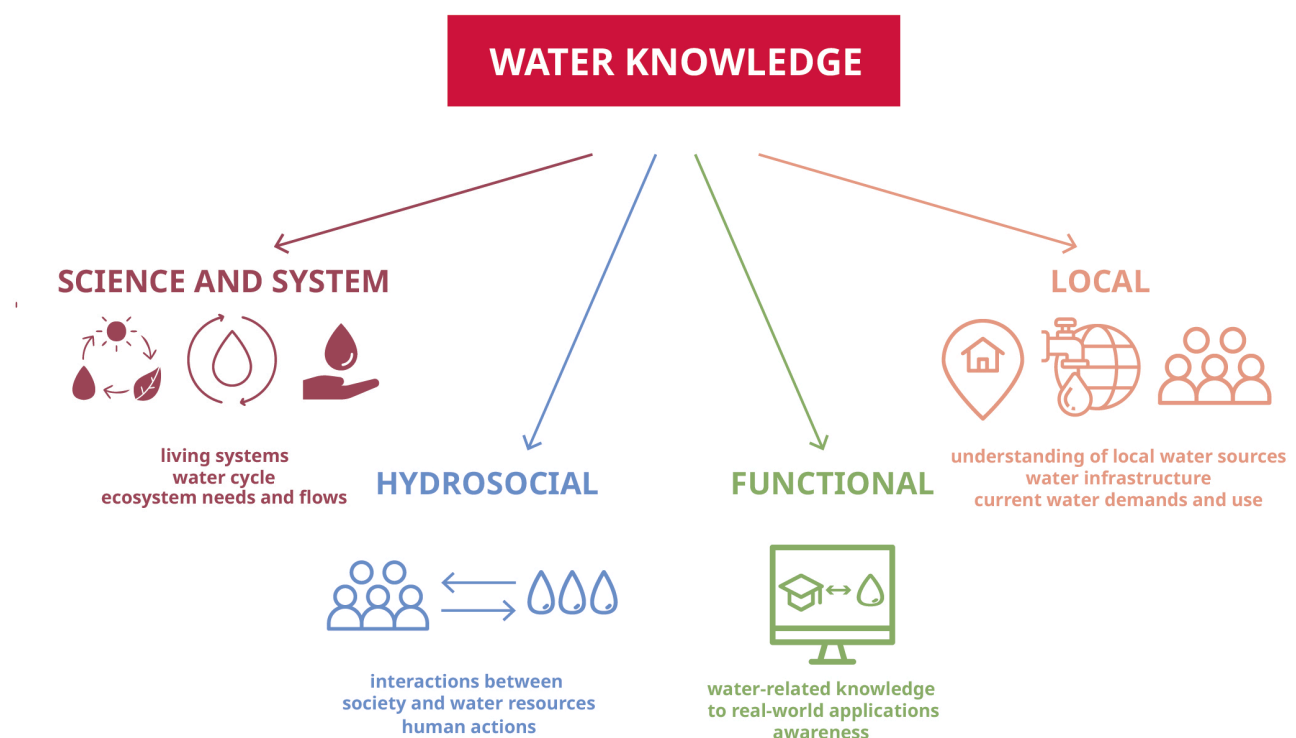 WATER KNOWLEDGE
SCIENCE AND SYSTEM
living systems
water cycle
ecosystem needs and flows
HYDROSOCIAL
interactions between
society and water resources
human actions
FUNCTIONAL
water-related knowledge
to real-world applications
awareness
LOCAL
understanding of local water sources
water infrastructure
current water demands and use